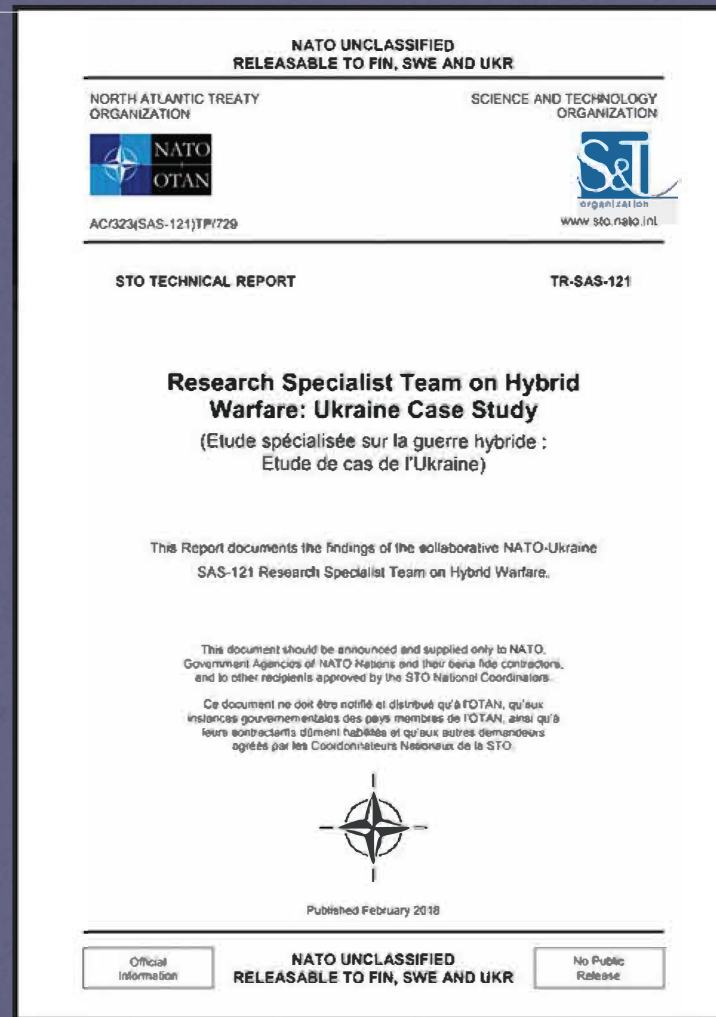 NATO UNCLASSIFIED
RELEASABLE TO FIN, SWE AND UKR
NORTH ATLANTIC TREATY
ORGANIZATION
SCIENCE AND TECHNOLOGY
ORGANIZATION
NATO
OTAN
S&T
organization
AC/323(SAS-121)TP/729
www.sto.nato.int
STO TECHNICAL REPORT
TR-SAS-121
Research Specialist Team on Hybrid
Warfare: Ukraine Case Study
(Etude spécialisée sur la guerre hybride :
Etude de cas de l'Ukraine)
This Report documents the findings of the collaborative NATO-Ukraine
SAS-121 Research Specialist Team on Hybrid Warfare.
This document should be announced and supplied only to NATO,
Government Agencies of NATO Nations and their bona fide contractors,
and to other recipients approved by the STO National Coordinators.
Ce document ne doit être notifié et distribué qu'à l'OTAN, qu'aux
instances gouvernementales des pays membres de l'OTAN, ainsi qu'à
leurs contractants dûment habilités et qu'aux autres demandeurs
agréés par les Coordonnateurs Nationaux de la STO.
Published February 2018
Official
Information
NATO UNCLASSIFIED
RELEASABLE TO FIN, SWE AND UKR
No Public
Release